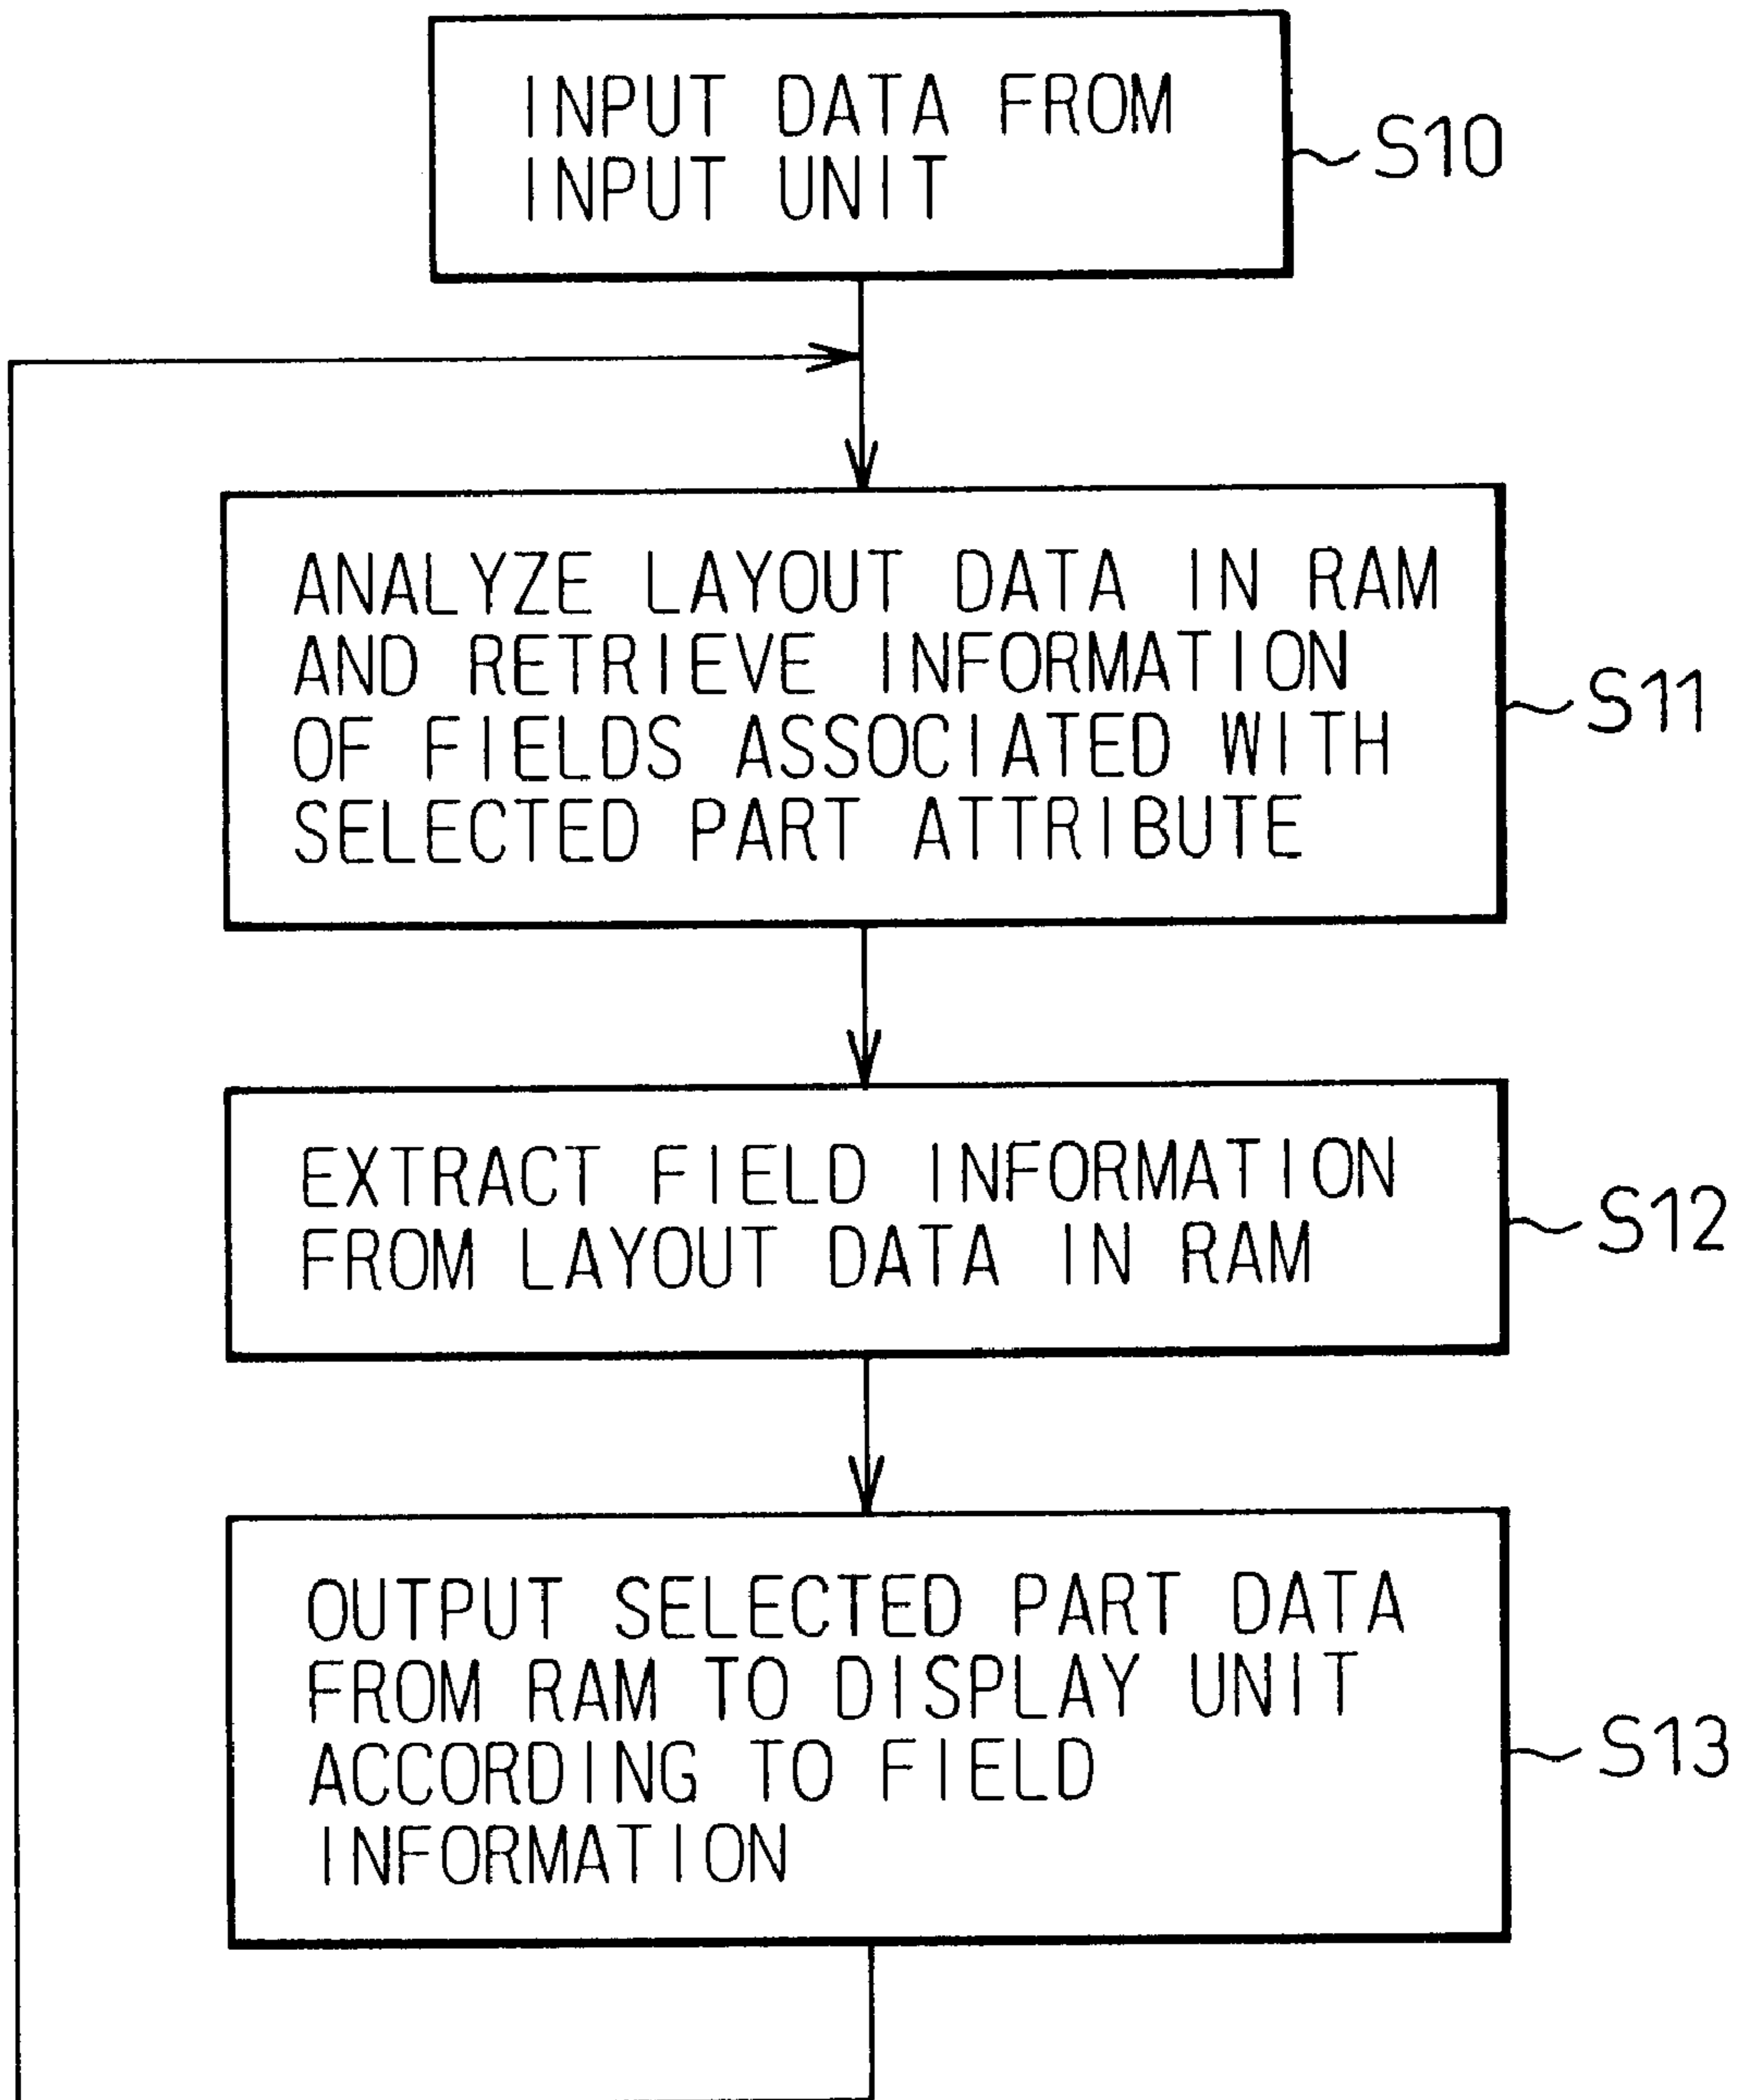 INPUT DATA FROM
INPUT UNIT
S10
ANALYZE LAYOUT DATA IN RAM
AND RETRIEVE INFORMATION
OF FIELDS ASSOCIATED WITH
SELECTED PART ATTRIBUTE
S11
EXTRACT FIELD INFORMATION
FROM LAYOUT DATA IN RAM
S12
OUTPUT SELECTED PART DATA
FROM RAM TO DISPLAY UNIT
ACCORDING TO FIELD
INFORMATION
S13